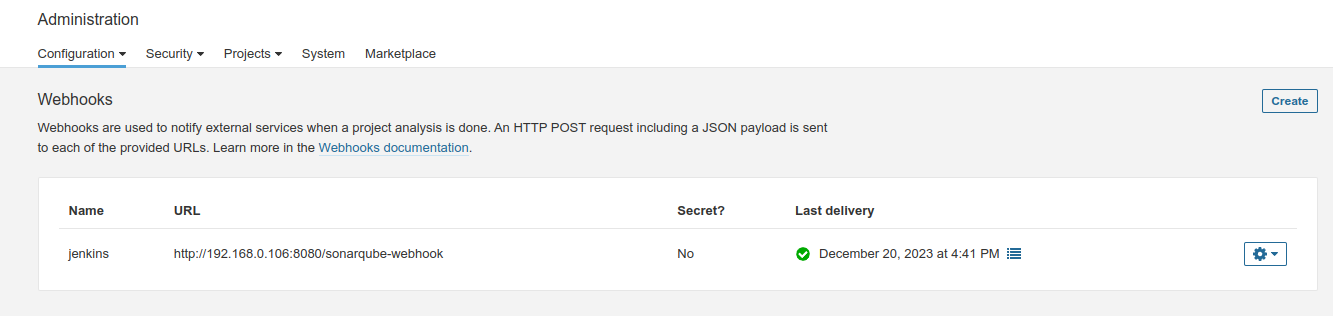 Administration
Configuration Security Projects System Marketplace
Webhooks
Create
Webhooks are used to notify external services when a project analysis is done. An HTTP POST request including a JSON payload is sent
to each of the provided URLs. Learn more in the Webhooks documentation.
Name URL Secret? Last delivery
jenkins http://192.168.0.106:8080/sonarqube-webhook No December 20, 2023 at 4:41 PM